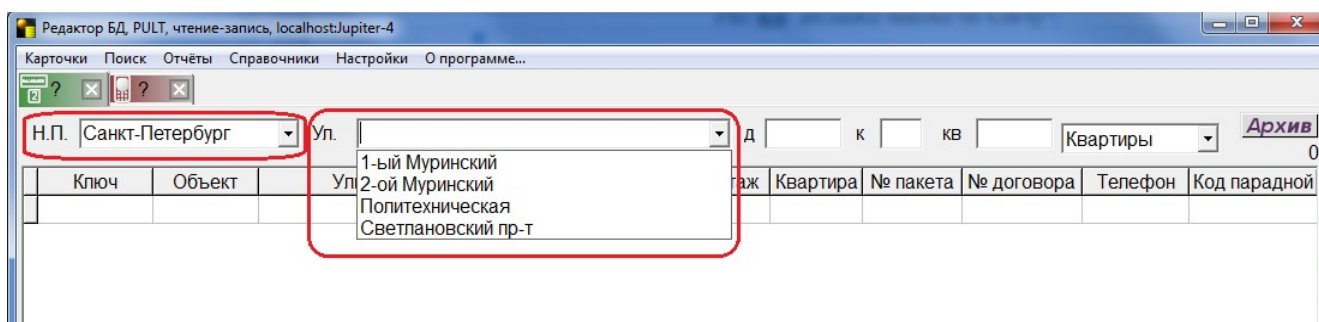 Редактор БД, PULT, чтение-запись, localhost:Jupiter-4
Карточки Поиск Отчёты Справочники Настройки О программе...
2 ? ?
Н.П. Санкт-Петербург Ул. д к кв Квартиры Архив
0
Ключ Объект Ули таж Квартира № пакета № договора Телефон Код парадной
1-ый Муринский
2-ой Муринский
Политехническая
Светлановский пр-т